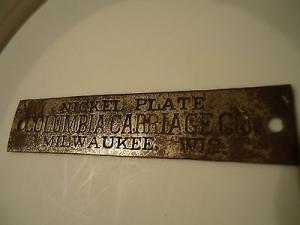 NICKEL PLATE
COLUMBIA CARRIAGE CO.
MILWAUKEE, WIS.